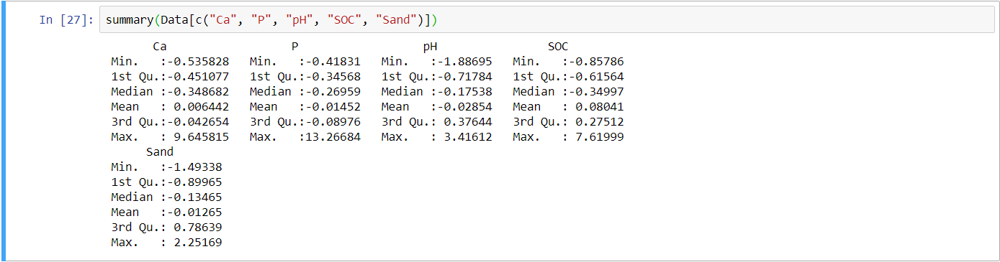 In [27]: summary(Data[c("Ca", "P", "pH", "SOC", "Sand")])
Ca P pH SOC
Min. :-0.535828 Min. :-0.41831 Min. :-1.88695 Min. :-0.85786
1st Qu.:-0.451077 1st Qu.:-0.34568 1st Qu.:-0.71784 1st Qu.:-0.61564
Median :-0.348682 Median :-0.26959 Median :-0.17538 Median :-0.34997
Mean : 0.006442 Mean :-0.01452 Mean :-0.02854 Mean : 0.08041
3rd Qu.:-0.042654 3rd Qu.:-0.08976 3rd Qu.: 0.37644 3rd Qu.: 0.27512
Max. : 9.645815 Max. :13.26684 Max. : 3.41612 Max. : 7.61999
Sand
Min. :-1.49338
1st Qu.:-0.89965
Median :-0.13465
Mean :-0.01265
3rd Qu.: 0.78639
Max. : 2.25169